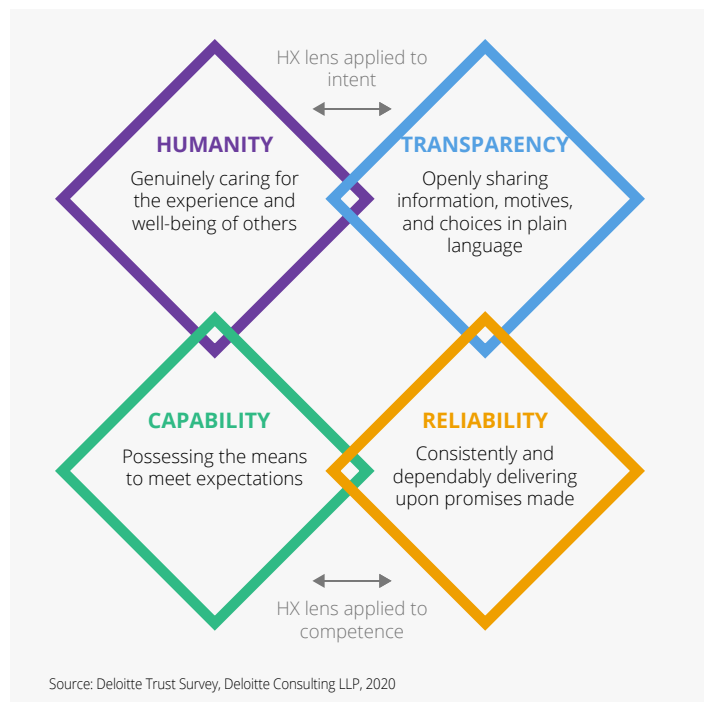 HX lens applied to
intent
HUMANITY
Genuinely caring for
the experience and
well-being of others
TRANSPARENCY
Openly sharing
information, motives,
and choices in plain
language
CAPABILITY
Possessing the means
to meet expectations
RELIABILITY
Consistently and
dependably delivering
upon promises made
HX lens applied to
competence
Source: Deloitte Trust Survey, Deloitte Consulting LLP, 2020